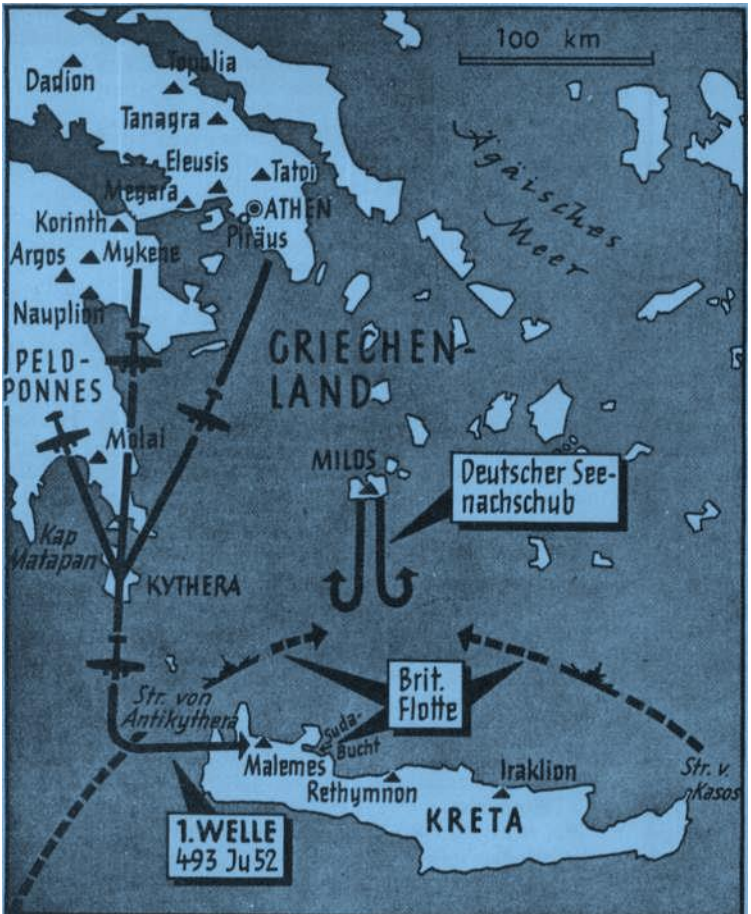 100 km
Topolia
Dadion
Tanagra
Ägäisches
Meer
Eleusis
Tatoi
Megara
ATHEN
Korinth
Piräus
Argos
Mykene
Nauplion
GRIECHEN-
LAND
PELO-
PONNES
Molai
MILOS
Deutscher See-
nachschub
Kap
Matapan
KYTHERA
Brit.
Flotte
Str. von
Antikythera
Suda-
Bucht
Malemes
Iraklion
Str. v.
Kasos
Rethymnon
KRETA
1. WELLE
493 Ju 52